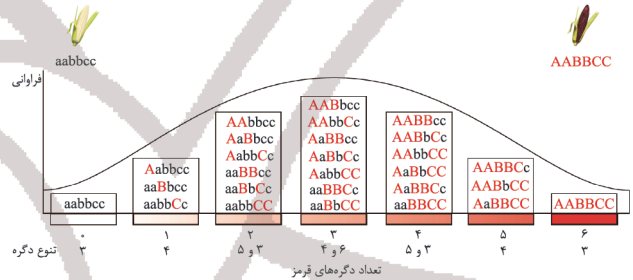 aabbcc
AABBCC
فراوانی
aabbcc
Aabbcc
aaBbcc
aabbCc
AAbbcc
AaBbcc
AabbCc
aaBBcc
aaBbCc
aabbCC
AABbcc
AAbbCc
AaBBcc
AaBbCc
AabbCC
aaBBCc
aaBbCC
AABBcc
AABbCc
AAbbCC
AaBbCC
AaBBCc
aaBBCC
AABBCc
AABbCC
AaBBCC
AABBCC
۰ ۱ ۲ ۳ ۴ ۵ ۶
تنوع دگره ۳ ۴ ۳ و ۵ ۴ و ۶ ۳ و ۵ ۴ ۳
تعداد دگره‌های قرمز